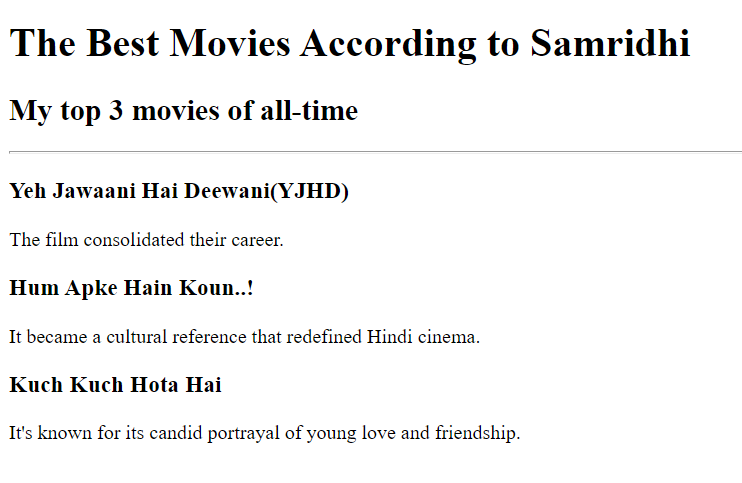 The Best Movies According to Samridhi
My top 3 movies of all-time
Yeh Jawaani Hai Deewani(YJHD)
The film consolidated their career.
Hum Apke Hain Koun..!
It became a cultural reference that redefined Hindi cinema.
Kuch Kuch Hota Hai
It's known for its candid portrayal of young love and friendship.